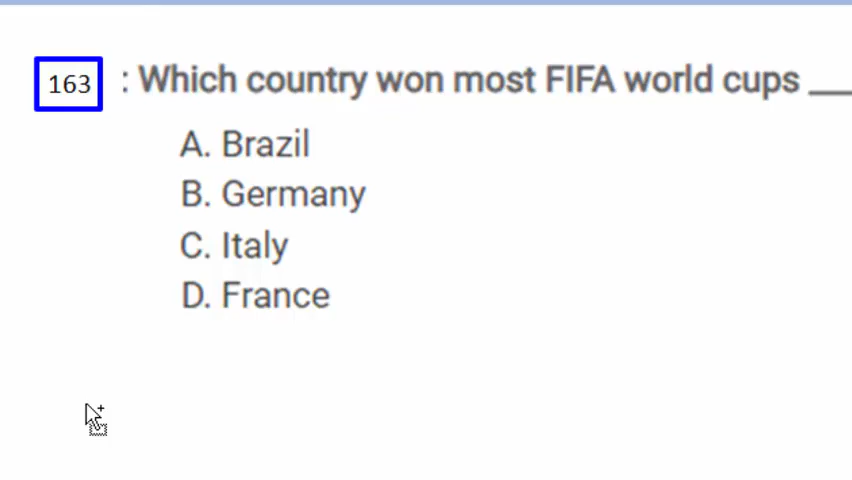 163 : Which country won most FIFA world cups ___
A. Brazil
B. Germany
C. Italy
D. France